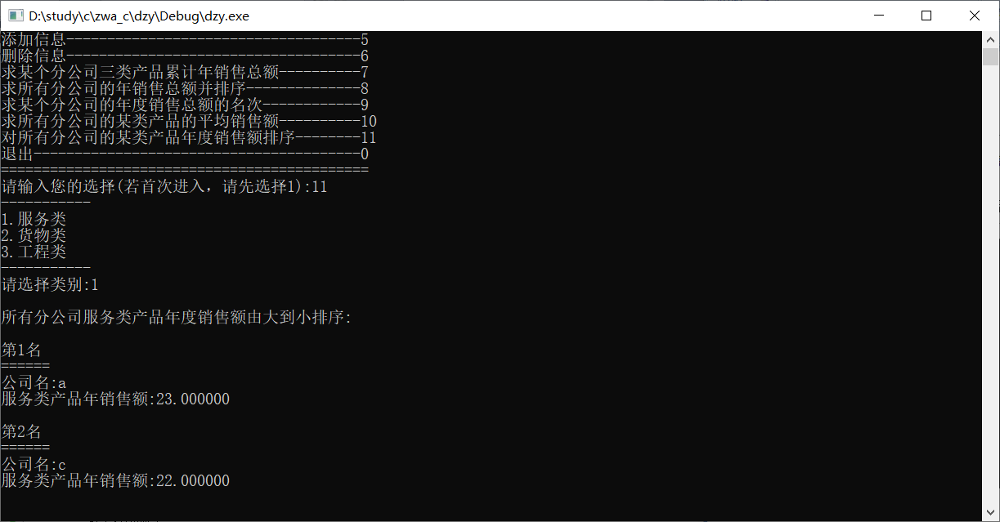 D:\study\c\zwa_c\dzy\Debug\dzy.exe
添加信息------------------------------------5
删除信息------------------------------------6
求某个分公司三类产品累计年销售总额----------7
求所有分公司的年销售总额并排序--------------8
求某个分公司的年度销售总额的名次------------9
求所有分公司的某类产品的平均销售额----------10
对所有分公司的某类产品年度销售额排序--------11
退出----------------------------------------0
=============================================
请输入您的选择(若首次进入，请先选择1):11
-----------
1.服务类
2.货物类
3.工程类
-----------
请选择类别:1
所有分公司服务类产品年度销售额由大到小排序:
第1名
======
公司名:a
服务类产品年销售额:23.000000
第2名
======
公司名:c
服务类产品年销售额:22.000000